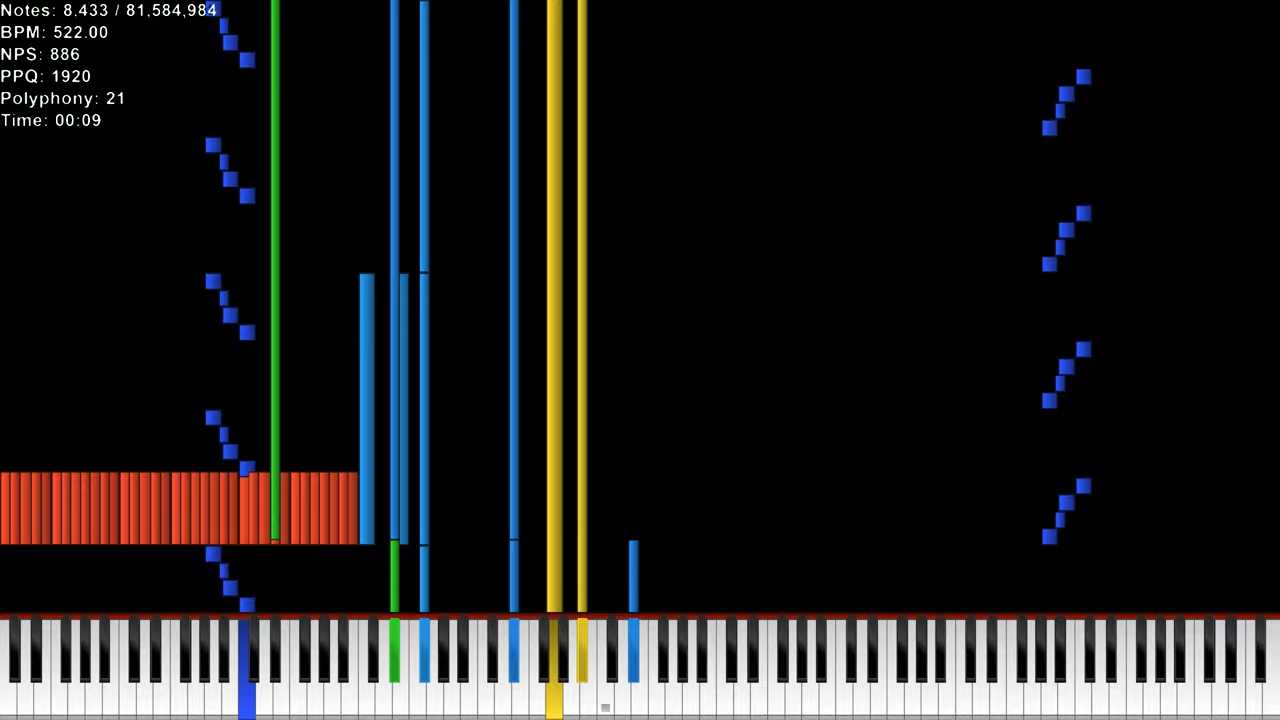 Notes: 8.433 / 81,584,984
BPM: 522.00
NPS: 886
PPQ: 1920
Polyphony: 21
Time: 00:09